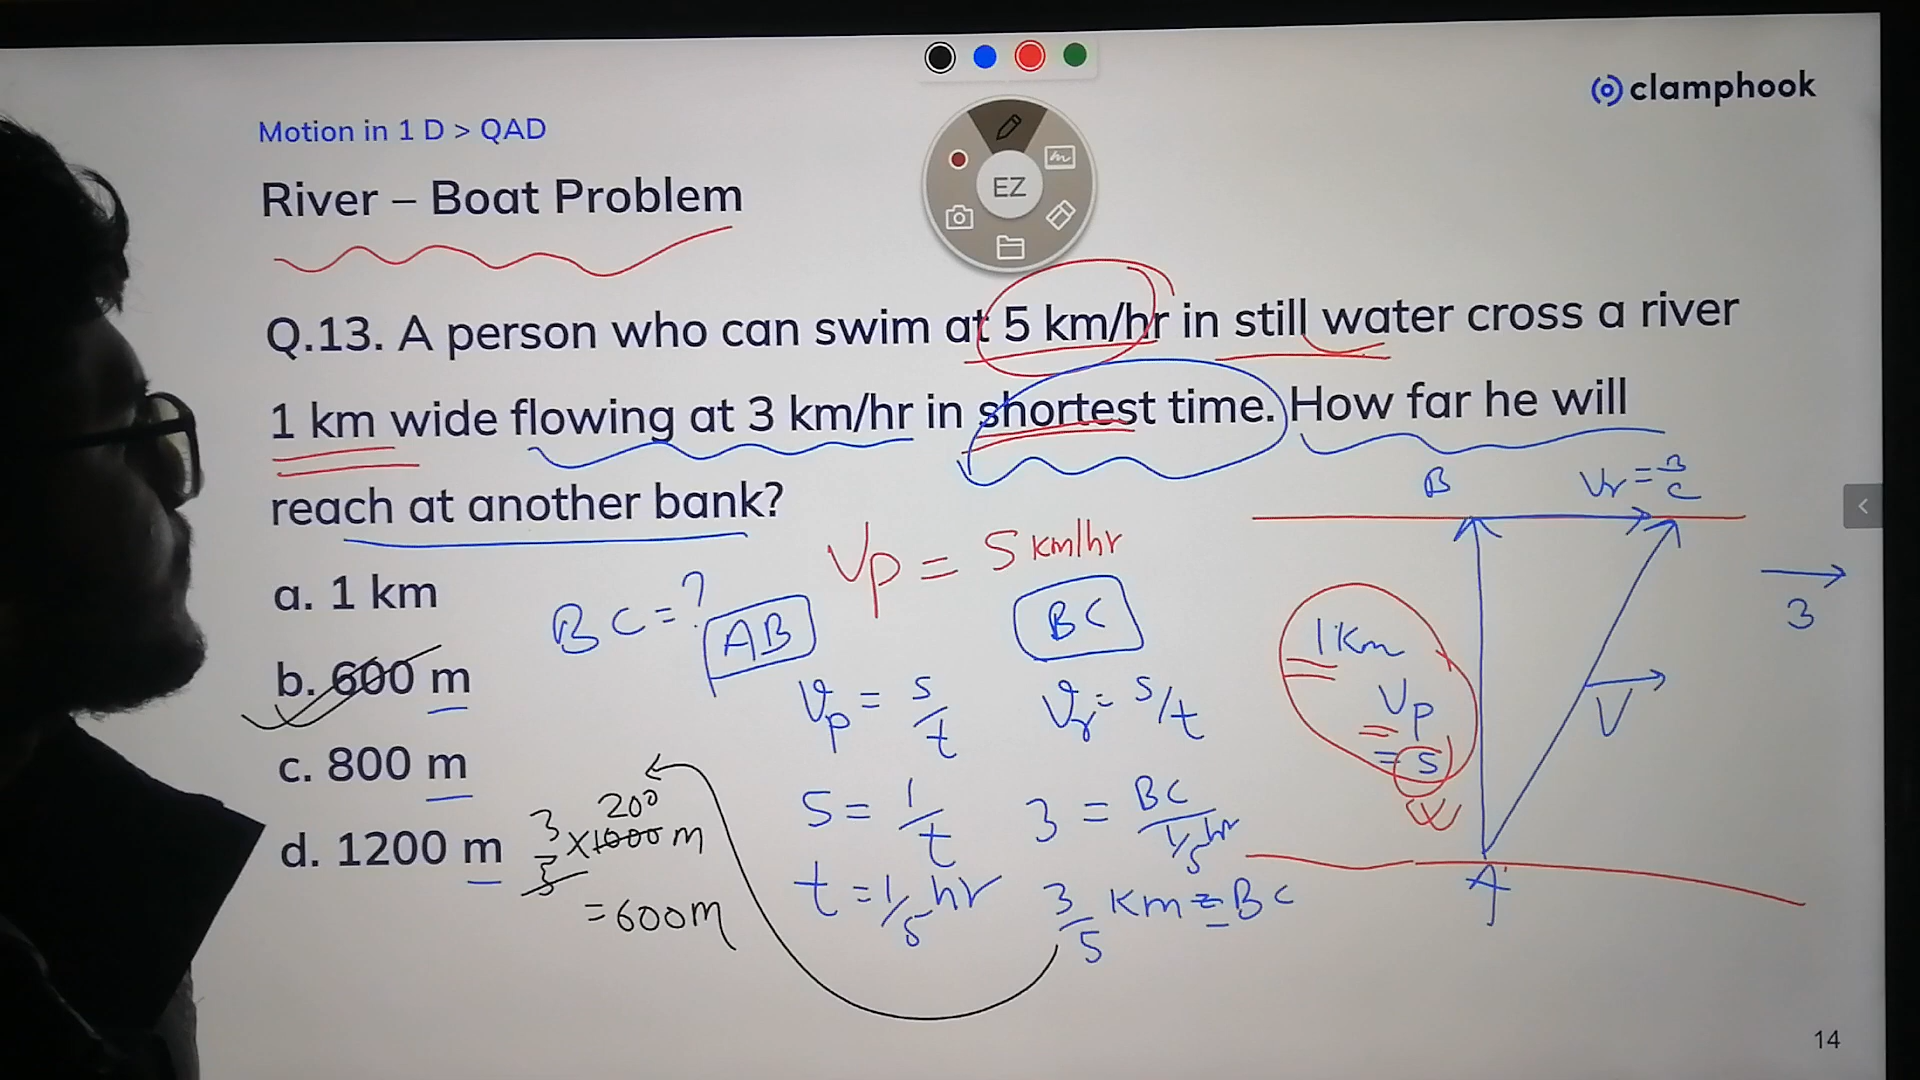 clamphook
Motion in 1 D > QAD
EZ
River – Boat Problem
Q.13. A person who can swim at 5 km/hr in still water cross a river
1 km wide flowing at 3 km/hr in shortest time. How far he will
reach at another bank?
a. 1 km
b. 600 m
c. 800 m
d. 1200 m
Vp = 5 km/hr
BC = ?
AB
Vp = s/t
5 = 1/t
t = 1/5 hr
BC
Vr = s/t
3 = BC / 1/5 hr
3/5 Km = BC
3/5 × 1000 m
200
= 600m
B
Vr = 3
C
3
1 Km
Vp
= 5
V
A
14